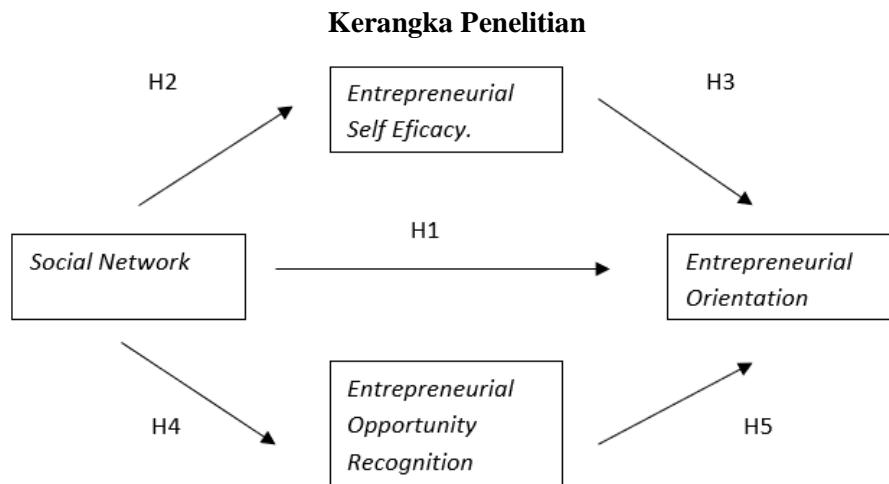 Kerangka Penelitian
H2
Entrepreneurial
Self Eficacy.
H3
H1
Social Network
Entrepreneurial
Orientation
Entrepreneurial
Opportunity
Recognition
H4
H5